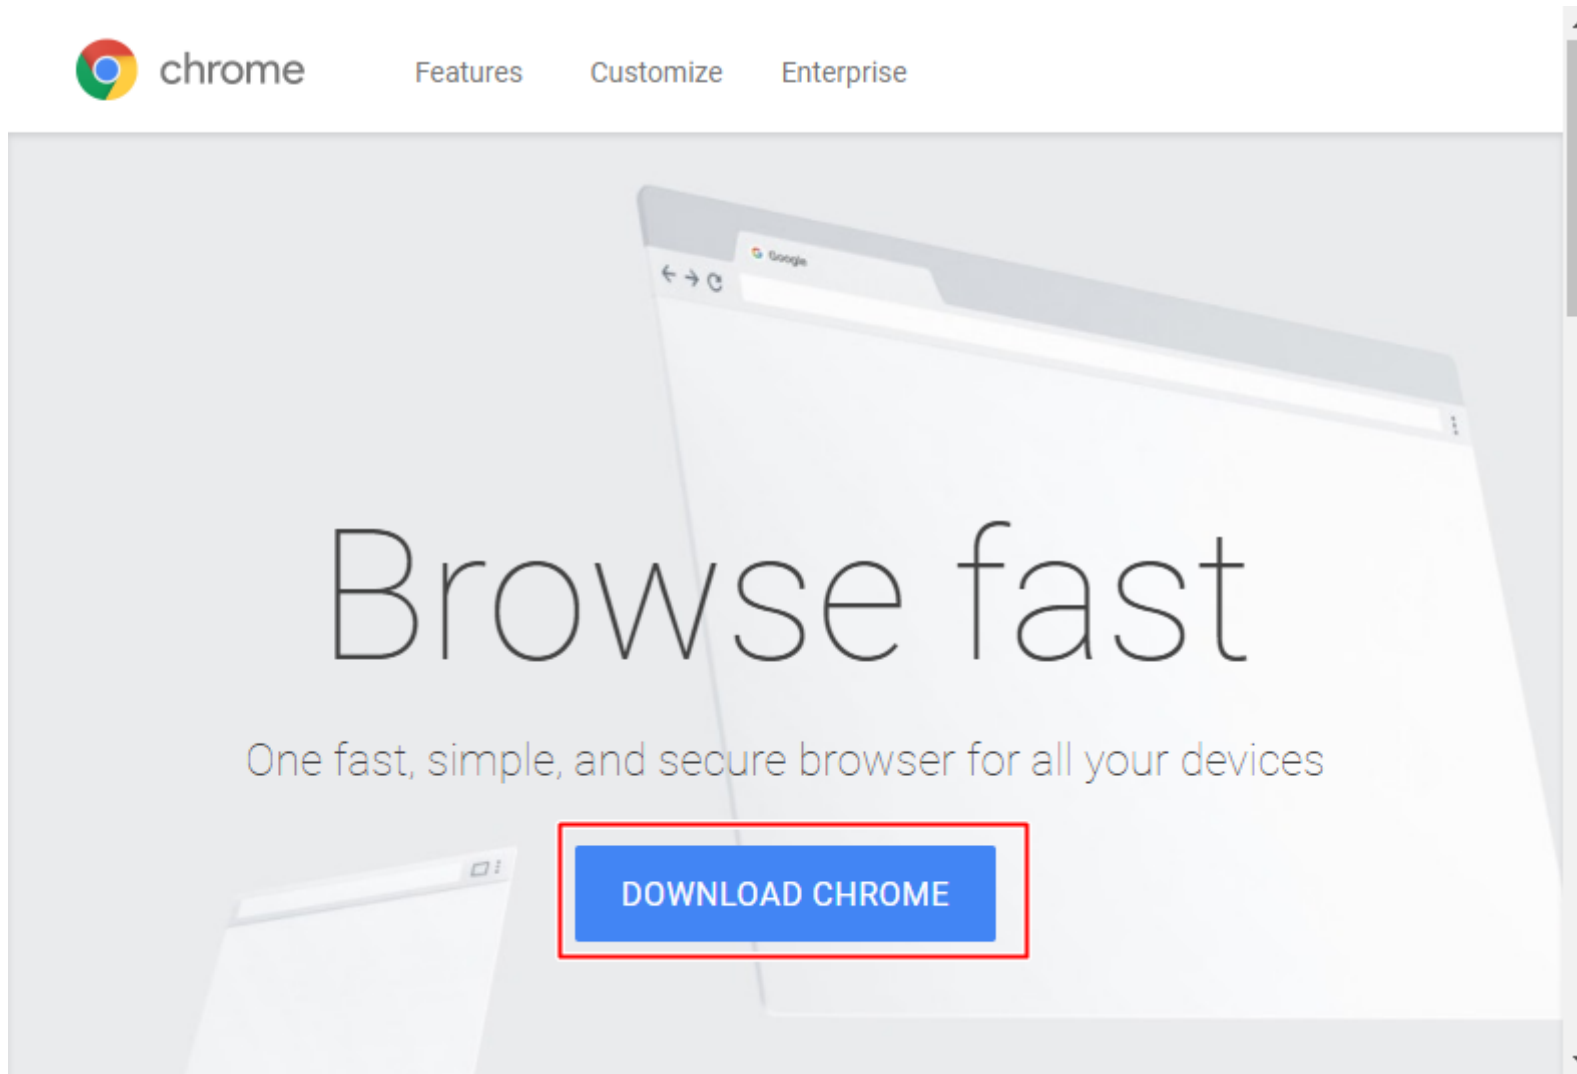 chrome Features Customize Enterprise
Google
Browse fast
One fast, simple, and secure browser for all your devices
DOWNLOAD CHROME